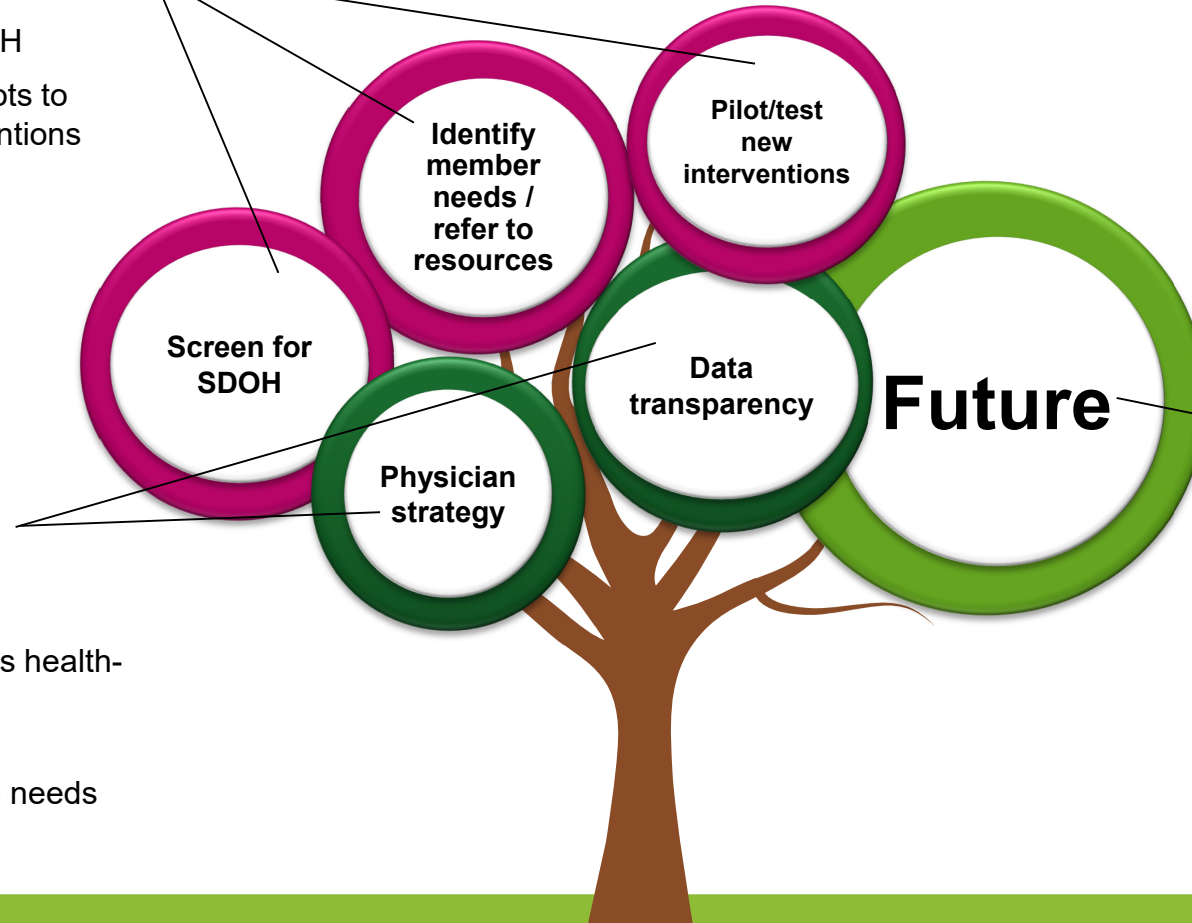 H
ots to
ntions
Pilot/test
new
interventions
Identify
member
needs /
refer to
resources
Screen for
SDOH
Data
transparency
Future
Physician
strategy
s health-
needs